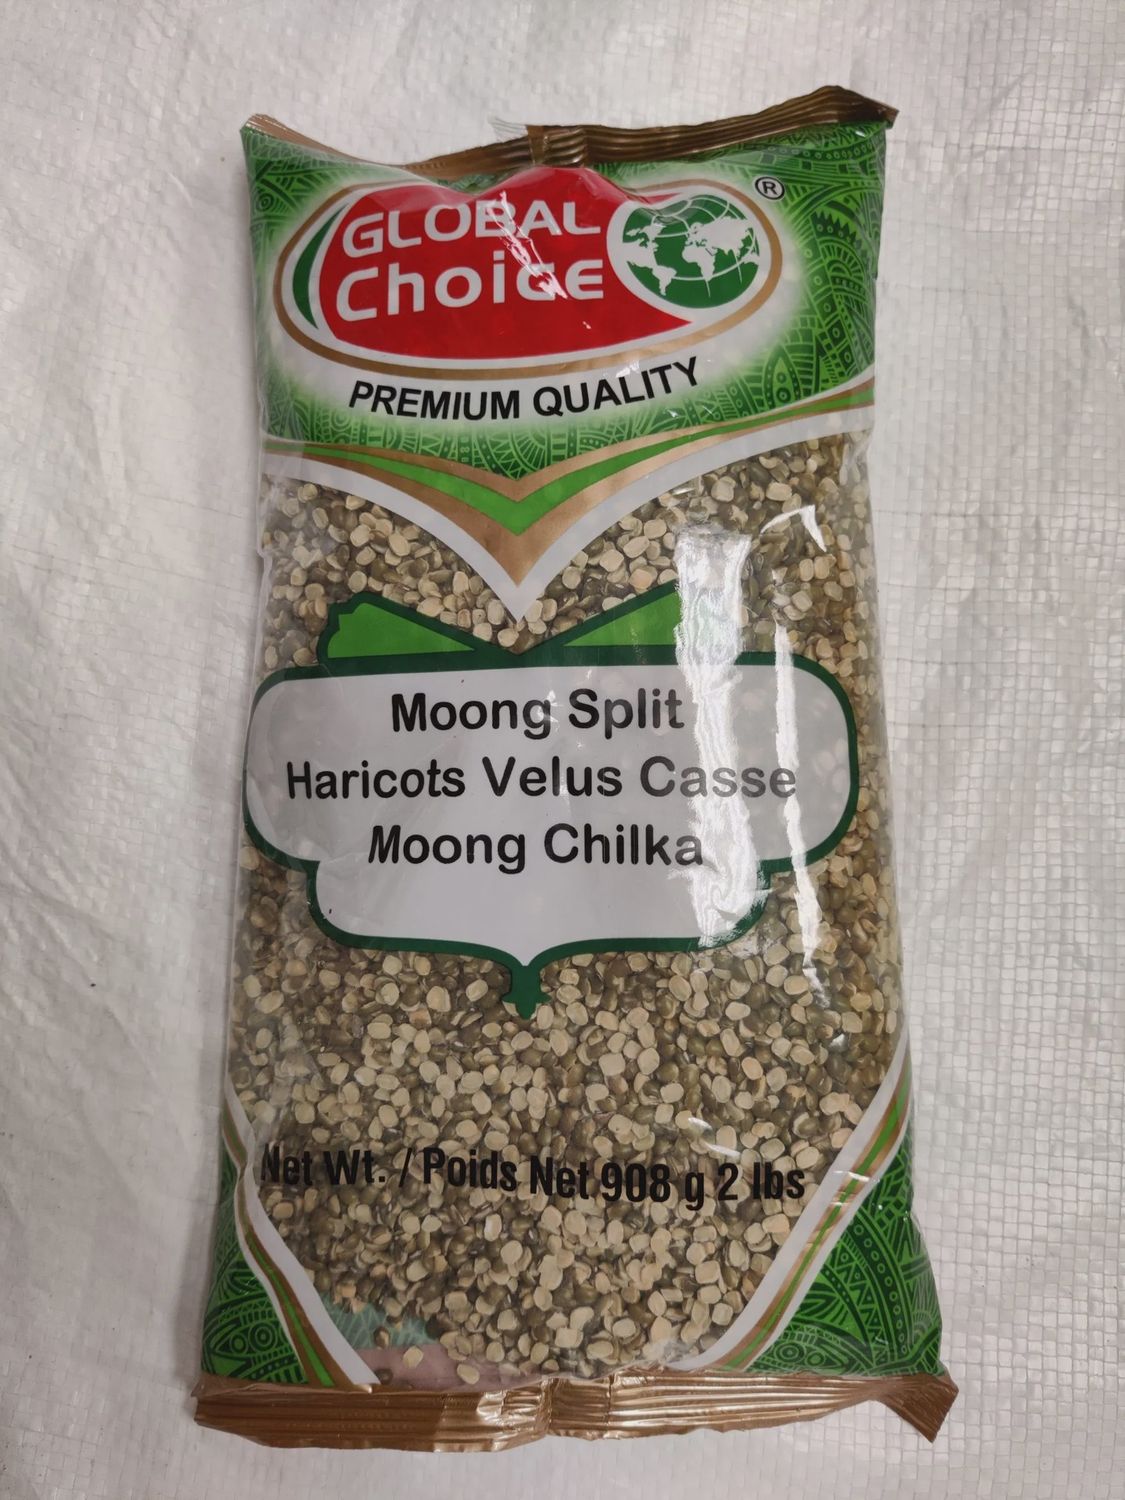 GLOBAL
Choice
®
PREMIUM QUALITY
Moong Split
Haricots Velus Casse
Moong Chilka
Net Wt. / Poids Net 908 g 2 lbs